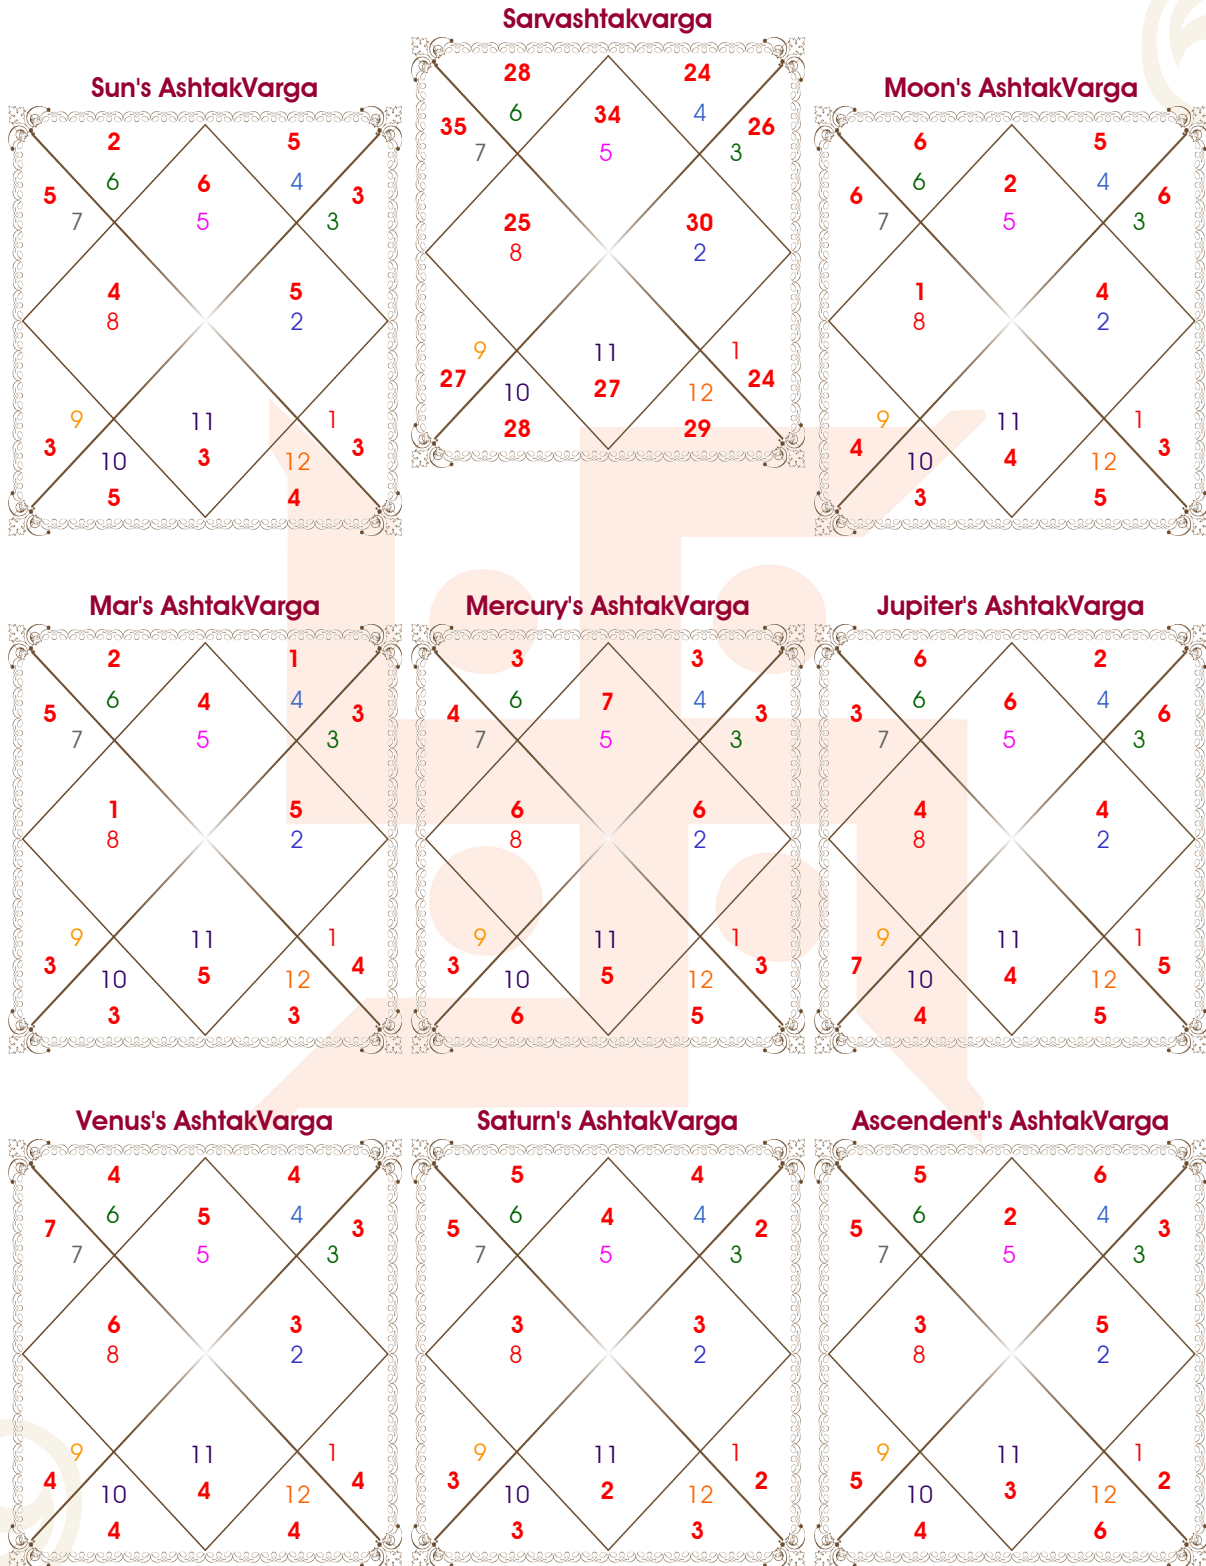 Sarvashtakvarga
28 24
6 34 4
35 26
7 5 3
25 30
8 2
9 11 1
27 27 24
10 12
28 29
Sun's AshtakVarga
2 5
6 6 4
5 3
7 5 3
4 5
8 2
9 11 1
3 3 3
10 12
5 4
Moon's AshtakVarga
6 5
6 2 4
6 6
7 5 3
1 4
8 2
9 11 1
4 4 3
10 12
3 5
Mar's AshtakVarga
2 1
6 4 4
5 3
7 5 3
1 5
8 2
9 11 1
3 5 4
10 12
3 3
Mercury's AshtakVarga
3 3
6 7 4
4 3
7 5 3
6 6
8 2
9 11 1
3 5 3
10 12
6 5
Jupiter's AshtakVarga
6 2
6 6 4
3 6
7 5 3
4 4
8 2
9 11 1
7 4 5
10 12
4 5
Venus's AshtakVarga
4 4
6 5 4
7 3
7 5 3
6 3
8 2
9 11 1
4 4 4
10 12
4 4
Saturn's AshtakVarga
5 4
6 4 4
5 2
7 5 3
3 3
8 2
9 11 1
3 2 2
10 12
3 3
Ascendent's AshtakVarga
5 6
6 2 4
5 3
7 5 3
3 5
8 2
9 11 1
5 3 2
10 12
4 6